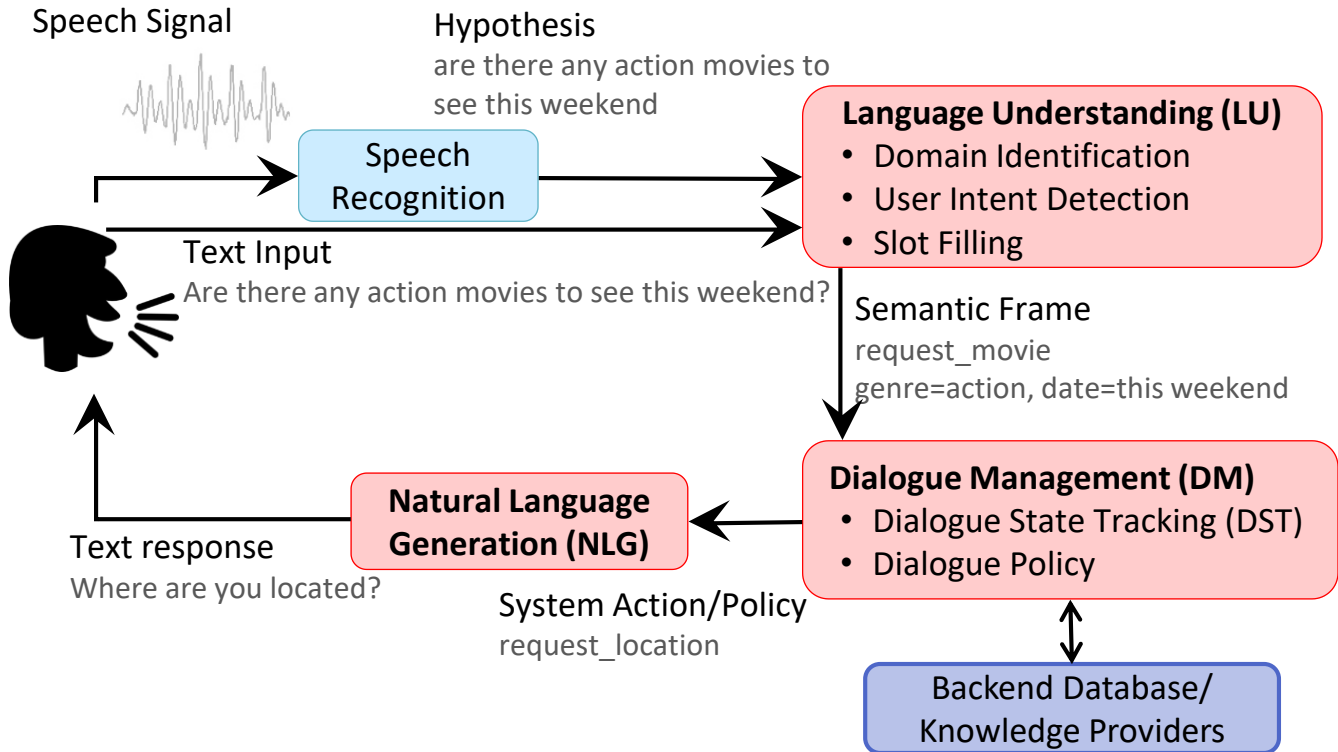 Speech Signal
Hypothesis
are there any action movies to
see this weekend
Speech
Recognition
Language Understanding (LU)
• Domain Identification
• User Intent Detection
• Slot Filling
Text Input
Are there any action movies to see this weekend?
Semantic Frame
request_movie
genre=action, date=this weekend
Dialogue Management (DM)
• Dialogue State Tracking (DST)
• Dialogue Policy
Natural Language
Generation (NLG)
Text response
Where are you located?
System Action/Policy
request_location
Backend Database/
Knowledge Providers